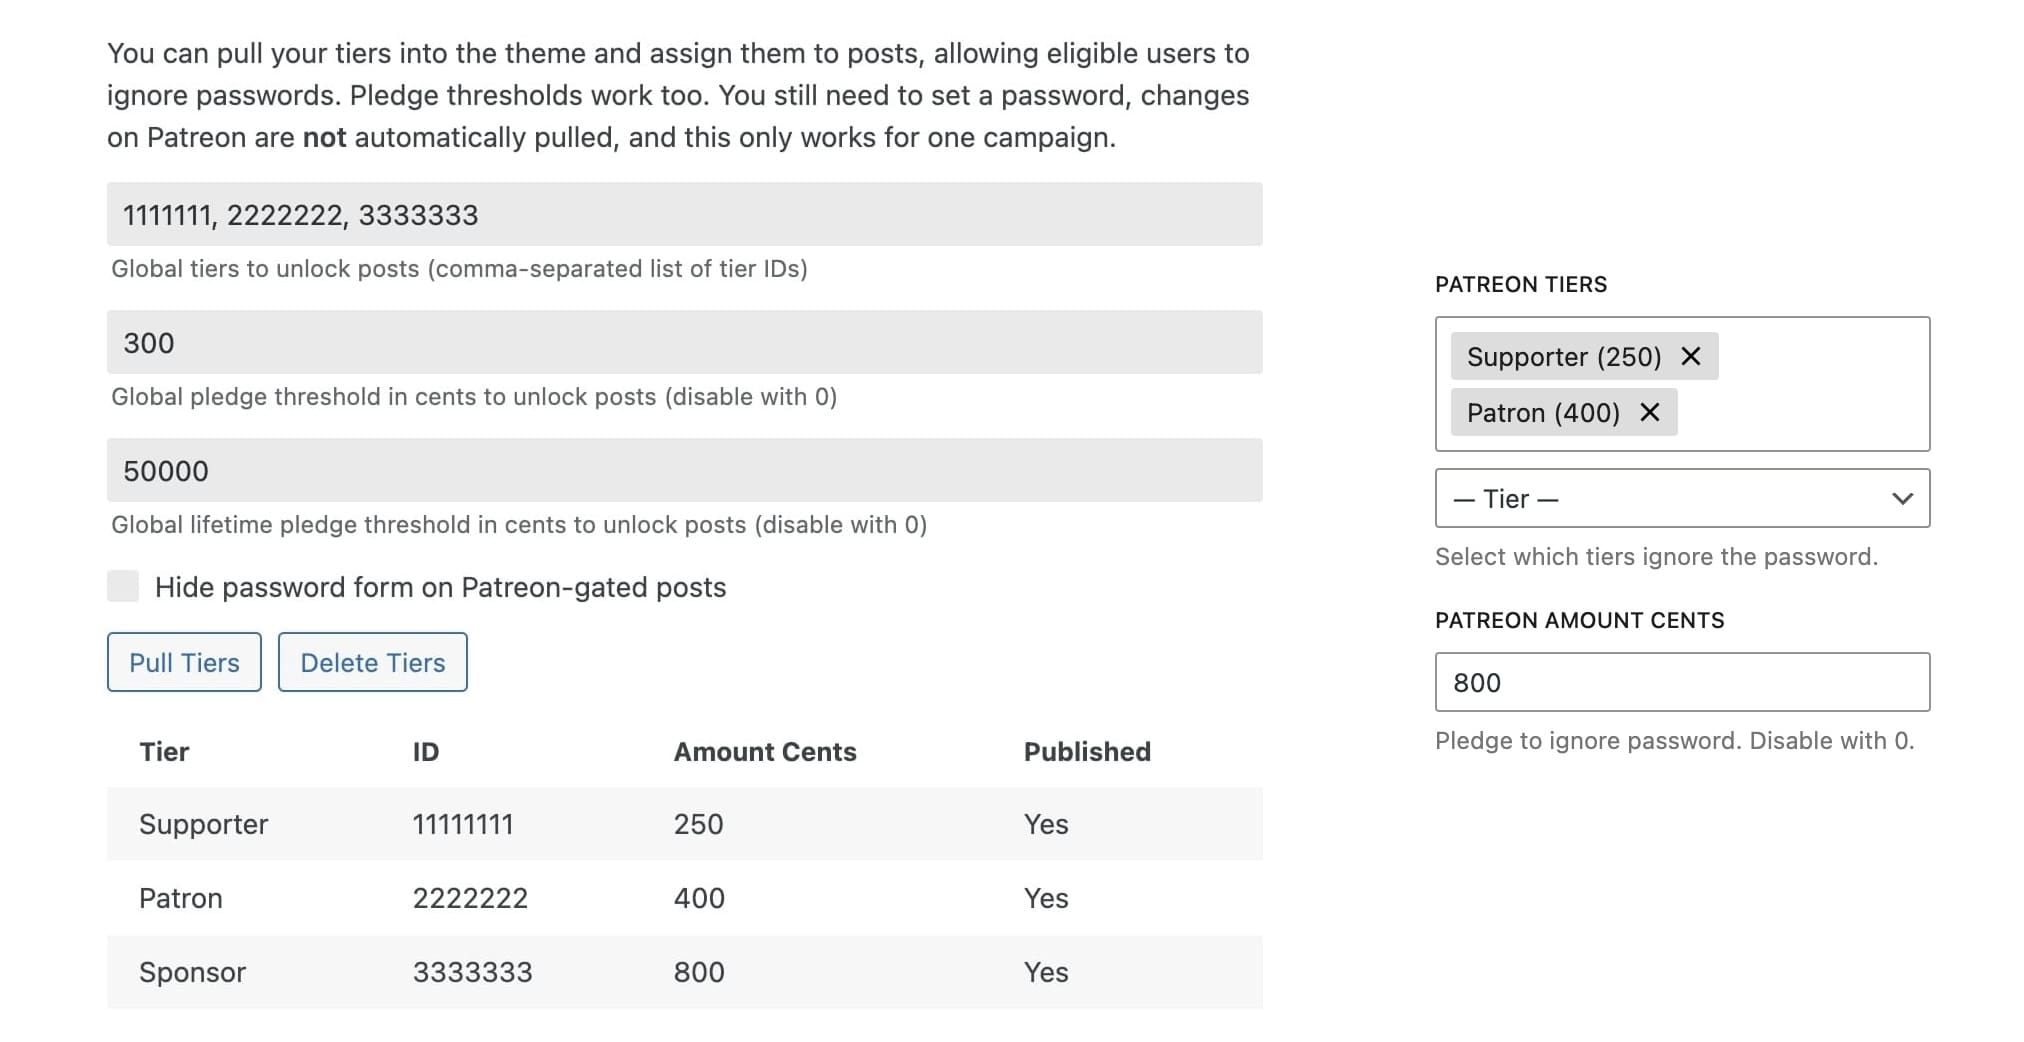 You can pull your tiers into the theme and assign them to posts, allowing eligible users to
ignore passwords. Pledge thresholds work too. You still need to set a password, changes
on Patreon are not automatically pulled, and this only works for one campaign.
1111111, 2222222, 3333333
Global tiers to unlock posts (comma-separated list of tier IDs)
300
Global pledge threshold in cents to unlock posts (disable with 0)
50000
Global lifetime pledge threshold in cents to unlock posts (disable with 0)
Hide password form on Patreon-gated posts
Pull Tiers Delete Tiers
Tier ID Amount Cents Published
Supporter 11111111 250 Yes
Patron 2222222 400 Yes
Sponsor 3333333 800 Yes
PATREON TIERS
Supporter (250) ✕
Patron (400) ✕
— Tier —
Select which tiers ignore the password.
PATREON AMOUNT CENTS
800
Pledge to ignore password. Disable with 0.